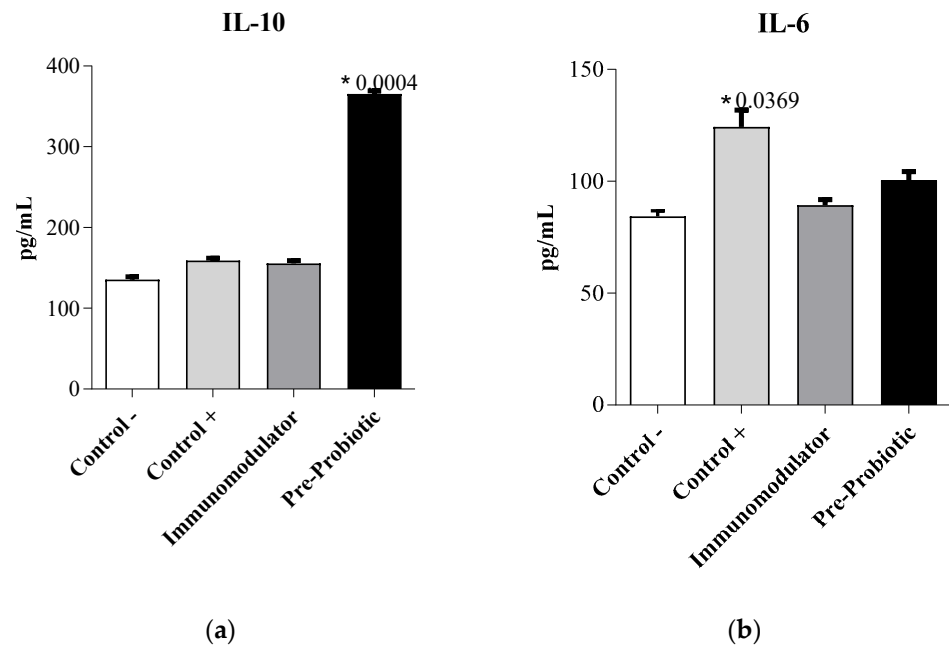 IL-10
400
300
200
100
0
pg/mL
* 0.0004
Control -
Control +
Immunomodulator
Pre-Probiotic
(a)
IL-6
150
100
50
0
pg/mL
* 0.0369
Control -
Control +
Immunomodulator
Pre-Probiotic
(b)